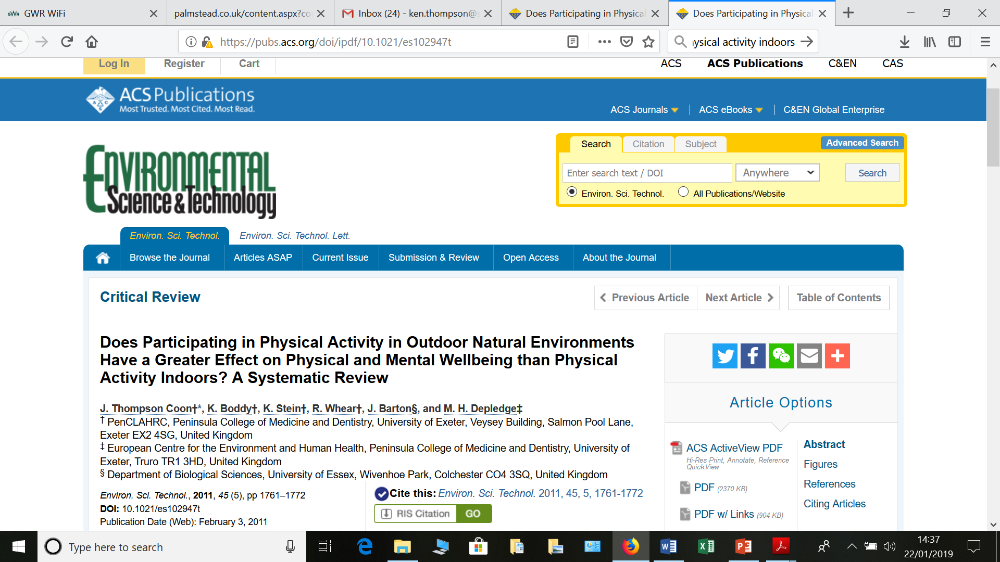 GWR GWR WiFi
palmstead.co.uk/content.aspx?co
Inbox (24) - ken.thompson@s
Does Participating in Physical
Does Participating in Physical
https://pubs.acs.org/doi/ipdf/10.1021/es102947t
ysical activity indoors
Log In Register Cart
ACS ACS Publications C&EN CAS
ACS Publications
Most Trusted. Most Cited. Most Read.
ACS Journals ACS eBooks C&EN Global Enterprise
Environmental
Science & Technology
Search Citation Subject Advanced Search
Enter search text / DOI Anywhere Search
Environ. Sci. Technol. All Publications/Website
Environ. Sci. Technol. Environ. Sci. Technol. Lett.
Browse the Journal Articles ASAP Current Issue Submission & Review Open Access About the Journal
Critical Review
Previous Article Next Article Table of Contents
Does Participating in Physical Activity in Outdoor Natural Environments
Have a Greater Effect on Physical and Mental Wellbeing than Physical
Activity Indoors? A Systematic Review
J. Thompson Coon†*, K. Boddy†, K. Stein†, R. Whear†, J. Barton§, and M. H. Depledge‡
† PenCLAHRC, Peninsula College of Medicine and Dentistry, University of Exeter, Veysey Building, Salmon Pool Lane,
Exeter EX2 4SG, United Kingdom
‡ European Centre for the Environment and Human Health, Peninsula College of Medicine and Dentistry, University of
Exeter, Truro TR1 3HD, United Kingdom
§ Department of Biological Sciences, University of Essex, Wivenhoe Park, Colchester CO4 3SQ, United Kingdom
Environ. Sci. Technol., 2011, 45 (5), pp 1761–1772
DOI: 10.1021/es102947t
Publication Date (Web): February 3, 2011
Cite this: Environ. Sci. Technol. 2011, 45, 5, 1761-1772
RIS Citation GO
Article Options
ACS ActiveView PDF
Hi-Res Print, Annotate, Reference
QuickView
PDF (2370 KB)
PDF w/ Links (904 KB)
Abstract
Figures
References
Citing Articles
Type here to search
14:37
22/01/2019